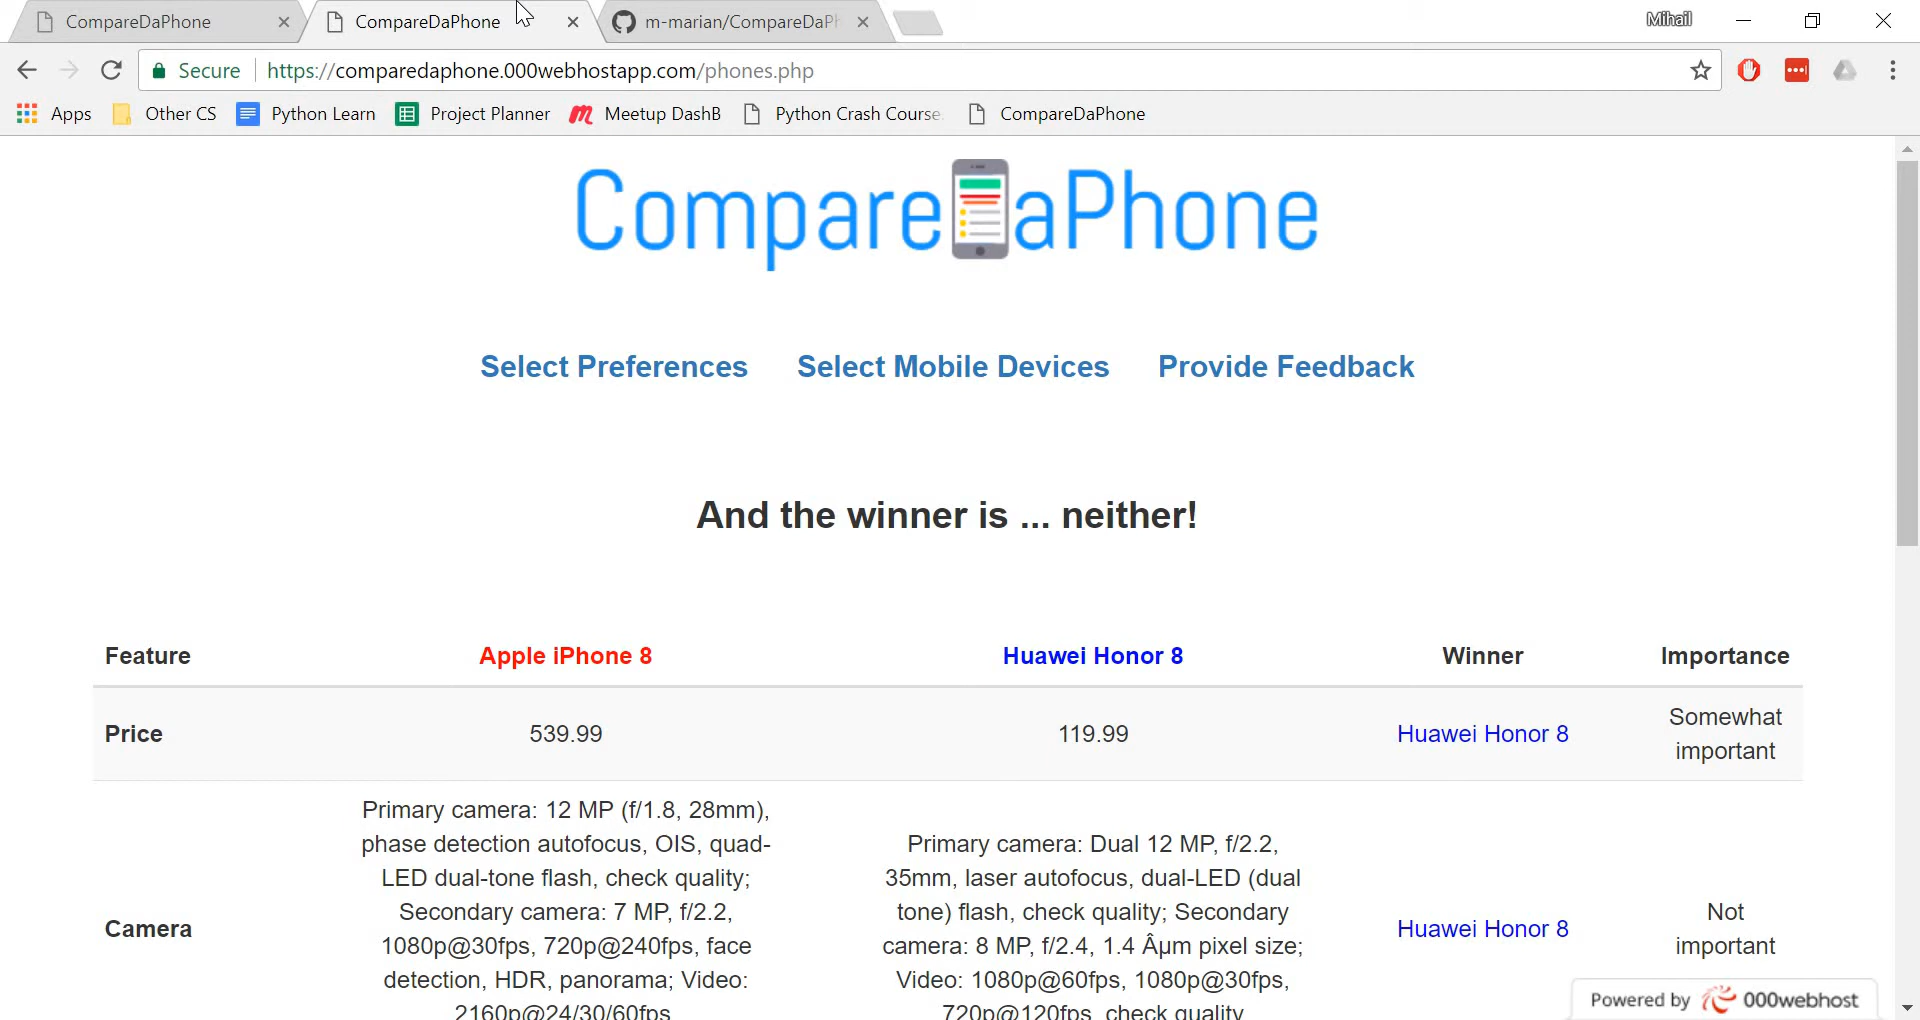 CompareDaPhone
CompareDaPhone
m-marian/CompareDaPh
Mihail
Secure
https://comparedaphone.000webhostapp.com/phones.php
Apps
Other CS
Python Learn
Project Planner
Meetup DashB
Python Crash Course
CompareDaPhone
CompareDaPhone
Select Preferences Select Mobile Devices Provide Feedback
And the winner is ... neither!
Feature Apple iPhone 8 Huawei Honor 8 Winner Importance
Price 539.99 119.99 Huawei Honor 8
Somewhat
important
Camera
Primary camera: 12 MP (f/1.8, 28mm),
phase detection autofocus, OIS, quad-
LED dual-tone flash, check quality;
Secondary camera: 7 MP, f/2.2,
1080p@30fps, 720p@240fps, face
detection, HDR, panorama; Video:
2160p@24/30/60fps
Primary camera: Dual 12 MP, f/2.2,
35mm, laser autofocus, dual-LED (dual
tone) flash, check quality; Secondary
camera: 8 MP, f/2.4, 1.4 Âµm pixel size;
Video: 1080p@60fps, 1080p@30fps,
720p@120fps, check quality
Huawei Honor 8
Not
important
Powered by 000webhost